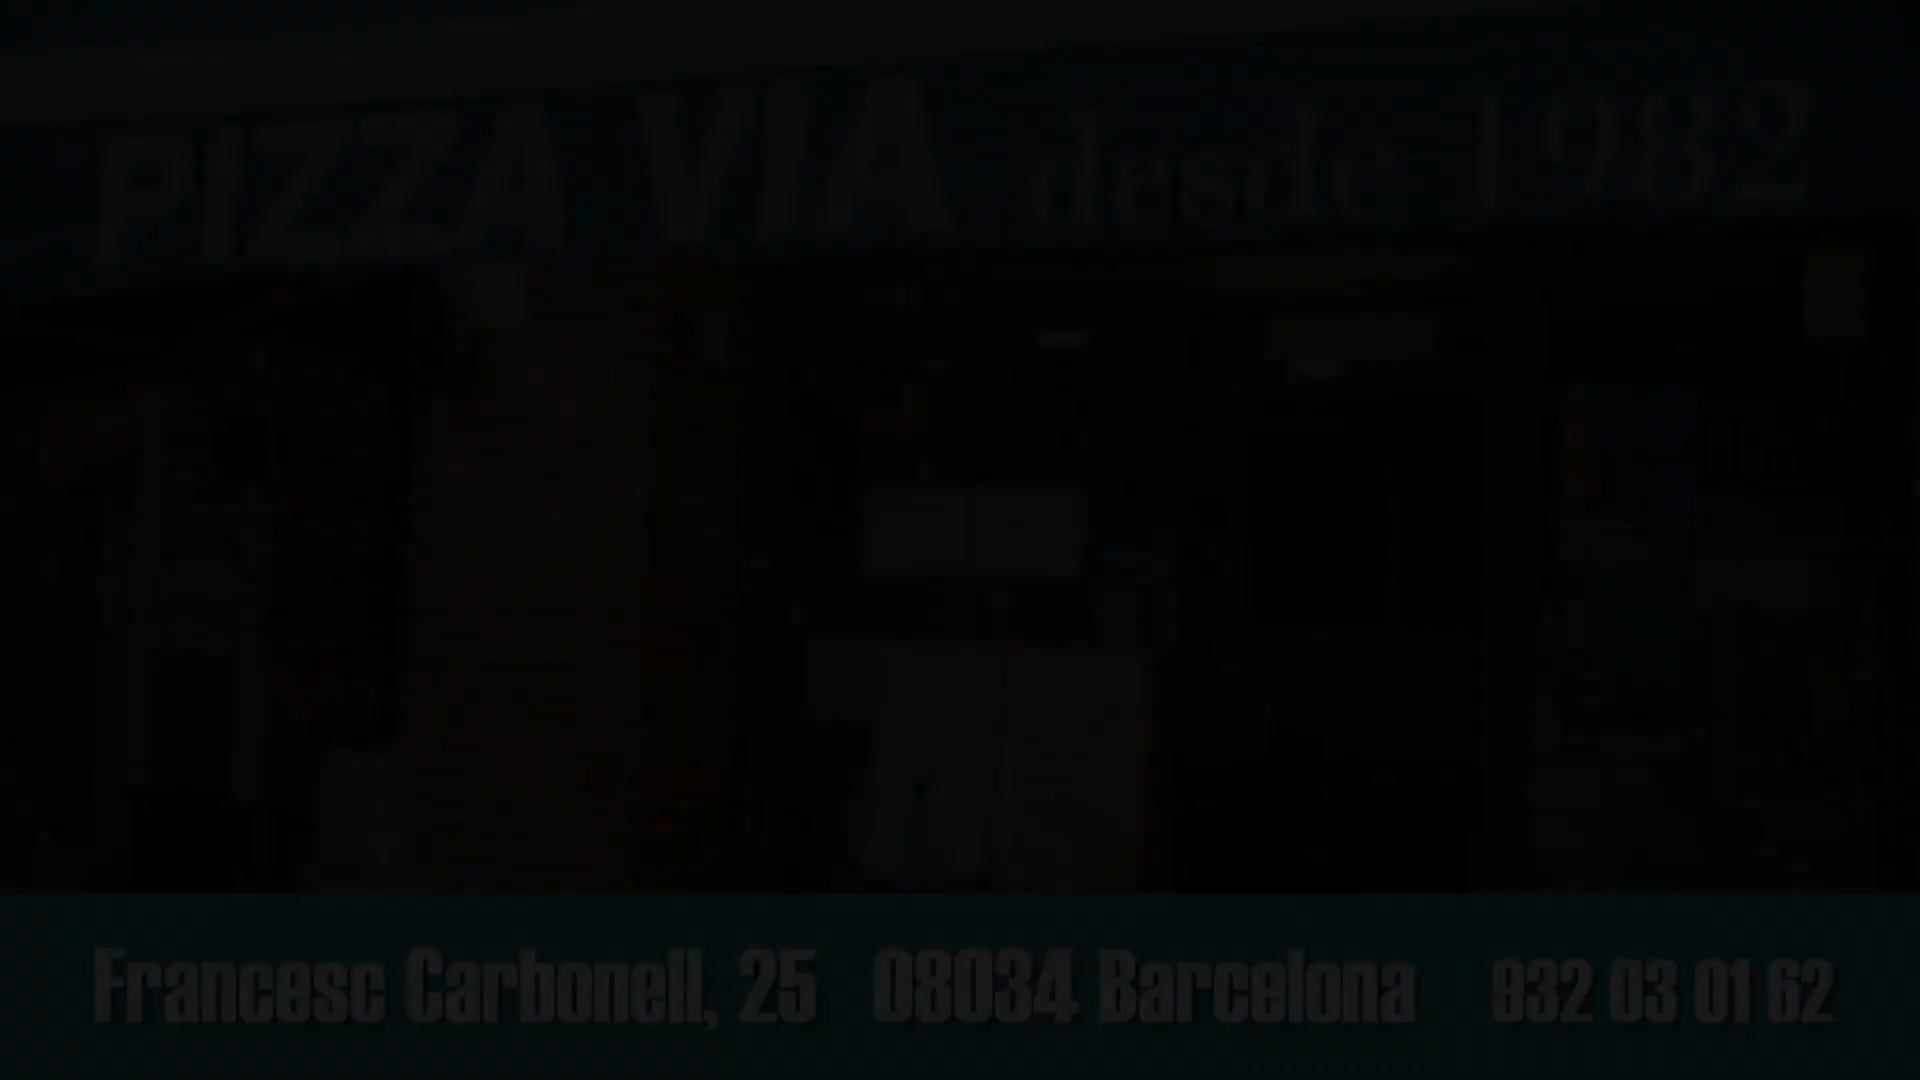 PIZZA VIA desde 1982
Francesc Carbonell, 25 08034 Barcelona 932 03 01 62